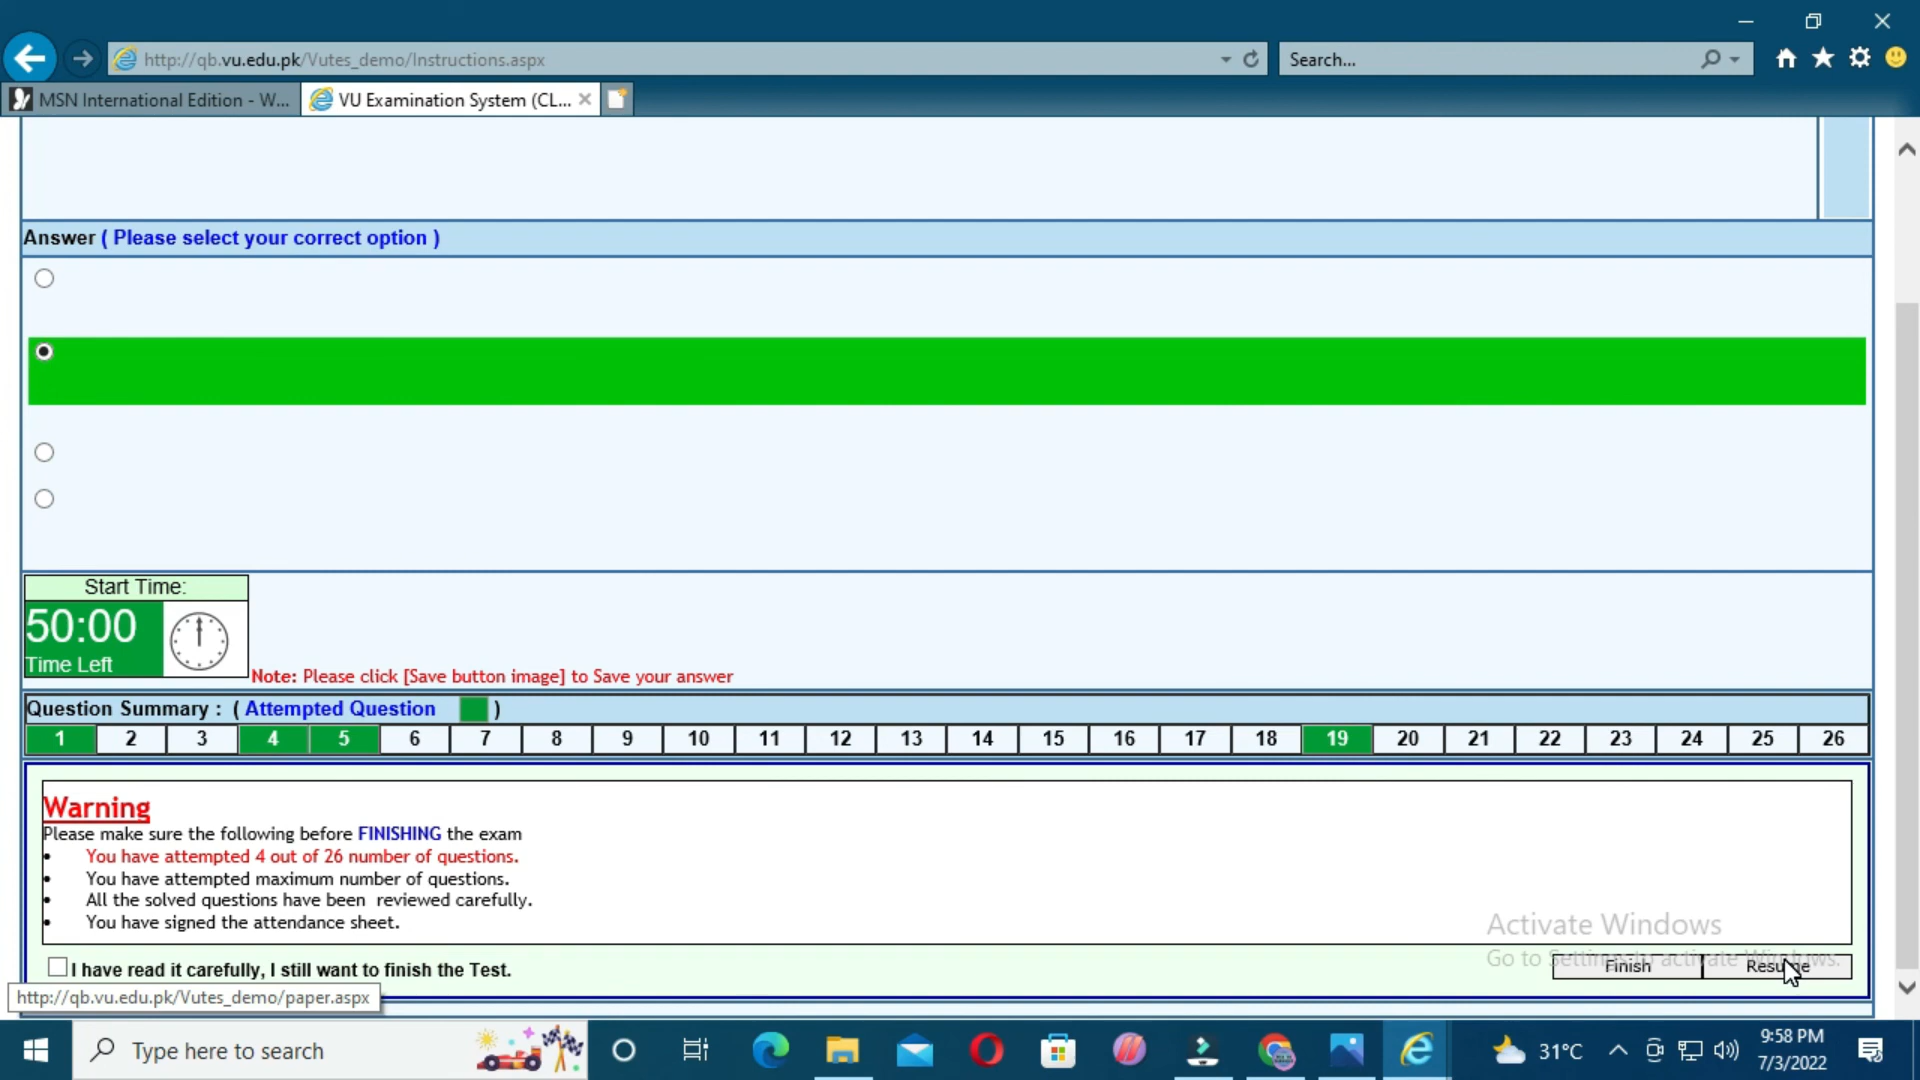 http://qb.vu.edu.pk/Vutes_demo/Instructions.aspx
Search...
MSN International Edition - W...
VU Examination System (CL...
Answer ( Please select your correct option )
Start Time:
50:00
Time Left
Note: Please click [Save button image] to Save your answer
Question Summary : ( Attempted Question )
1 2 3 4 5 6 7 8 9 10 11 12 13 14 15 16 17 18 19 20 21 22 23 24 25 26
Warning
Please make sure the following before FINISHING the exam
• You have attempted 4 out of 26 number of questions.
• You have attempted maximum number of questions.
• All the solved questions have been reviewed carefully.
• You have signed the attendance sheet.
Activate Windows
Go to Settings to activate Windows.
I have read it carefully, I still want to finish the Test.
Finish
Resume
http://qb.vu.edu.pk/Vutes_demo/paper.aspx
Type here to search
31°C
9:58 PM
7/3/2022